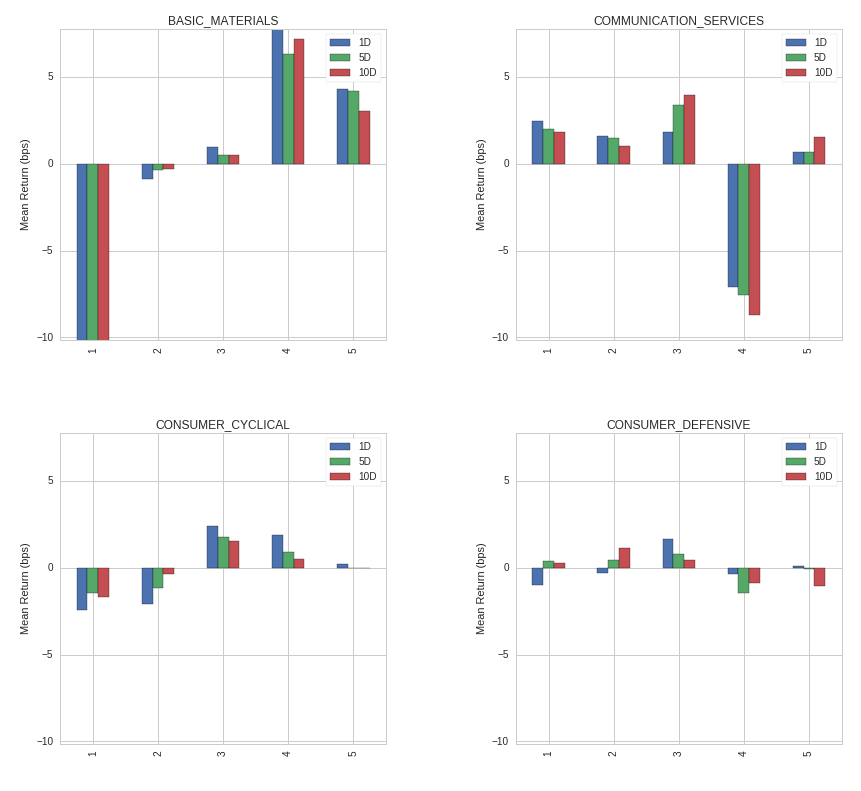 BASIC_MATERIALS
Mean Return (bps)
5
0
−5
−10
1
2
3
4
5
1D
5D
10D
COMMUNICATION_SERVICES
Mean Return (bps)
5
0
−5
−10
1
2
3
4
5
1D
5D
10D
CONSUMER_CYCLICAL
Mean Return (bps)
5
0
−5
−10
1
2
3
4
5
1D
5D
10D
CONSUMER_DEFENSIVE
Mean Return (bps)
5
0
−5
−10
1
2
3
4
5
1D
5D
10D